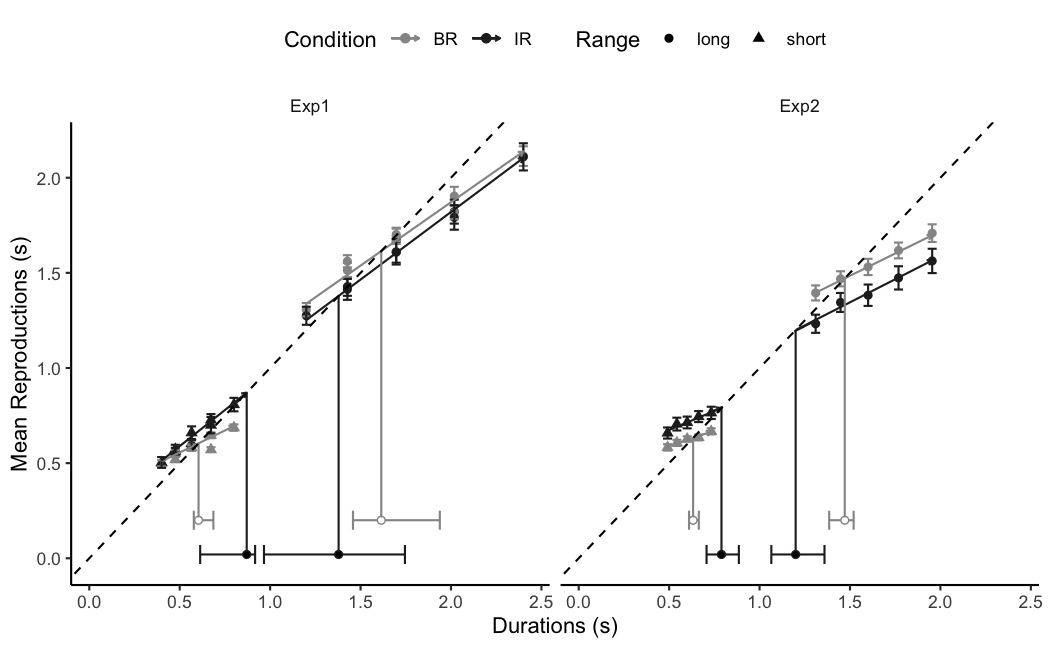 Condition BR IR Range long short
Exp1 Exp2
Mean Reproductions (s)
2.0
1.5
1.0
0.5
0.0
0.0 0.5 1.0 1.5 2.0 2.5 0.0 0.5 1.0 1.5 2.0 2.5
Durations (s)